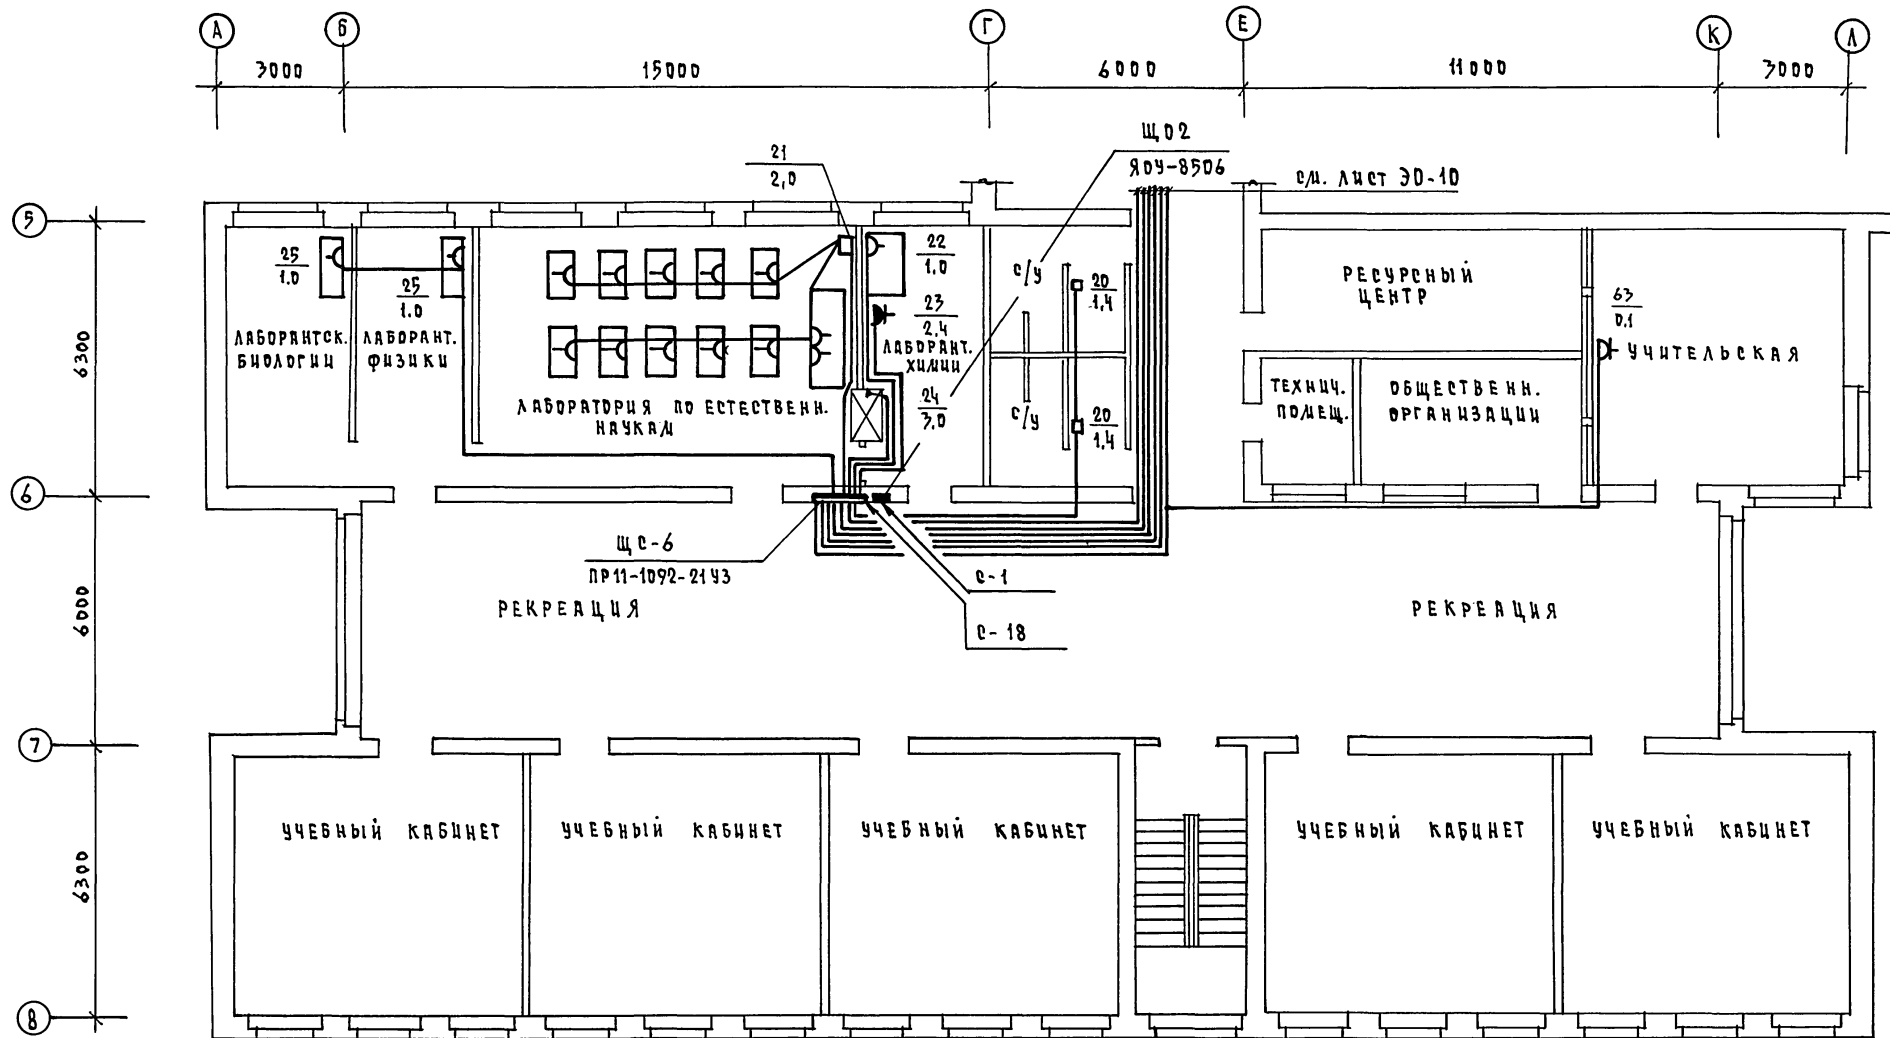 А Б Г Е К Л
3000 15000 6000 11000 3000
ЩО2
ЯОУ-8506
см. лист ЭО-10
21
2,0
5
25
1.0
25
1.0
22
1,0
23
2,4
с/у
20
1,4
РЕСУРСНЫЙ
ЦЕНТР
63
0.1
6300
ЛАБОРАНТСК.
БИОЛОГИИ
ЛАБОРАНТ.
ФИЗИКИ
ЛАБОРАНТ.
ХИМИИ
УЧИТЕЛЬСКАЯ
ЛАБОРАТОРИЯ ПО ЕСТЕСТВЕНН.
НАУКАМ
24
3,0
с/у
20
1,4
ТЕХНИЧ.
ПОМЕЩ.
ОБЩЕСТВЕНН.
ОРГАНИЗАЦИИ
6
ЩС-6
ПР11-1092-21У3
С-1
С-18
6000
РЕКРЕАЦИЯ
РЕКРЕАЦИЯ
7
6300
УЧЕБНЫЙ КАБИНЕТ
УЧЕБНЫЙ КАБИНЕТ
УЧЕБНЫЙ КАБИНЕТ
УЧЕБНЫЙ КАБИНЕТ
УЧЕБНЫЙ КАБИНЕТ
8